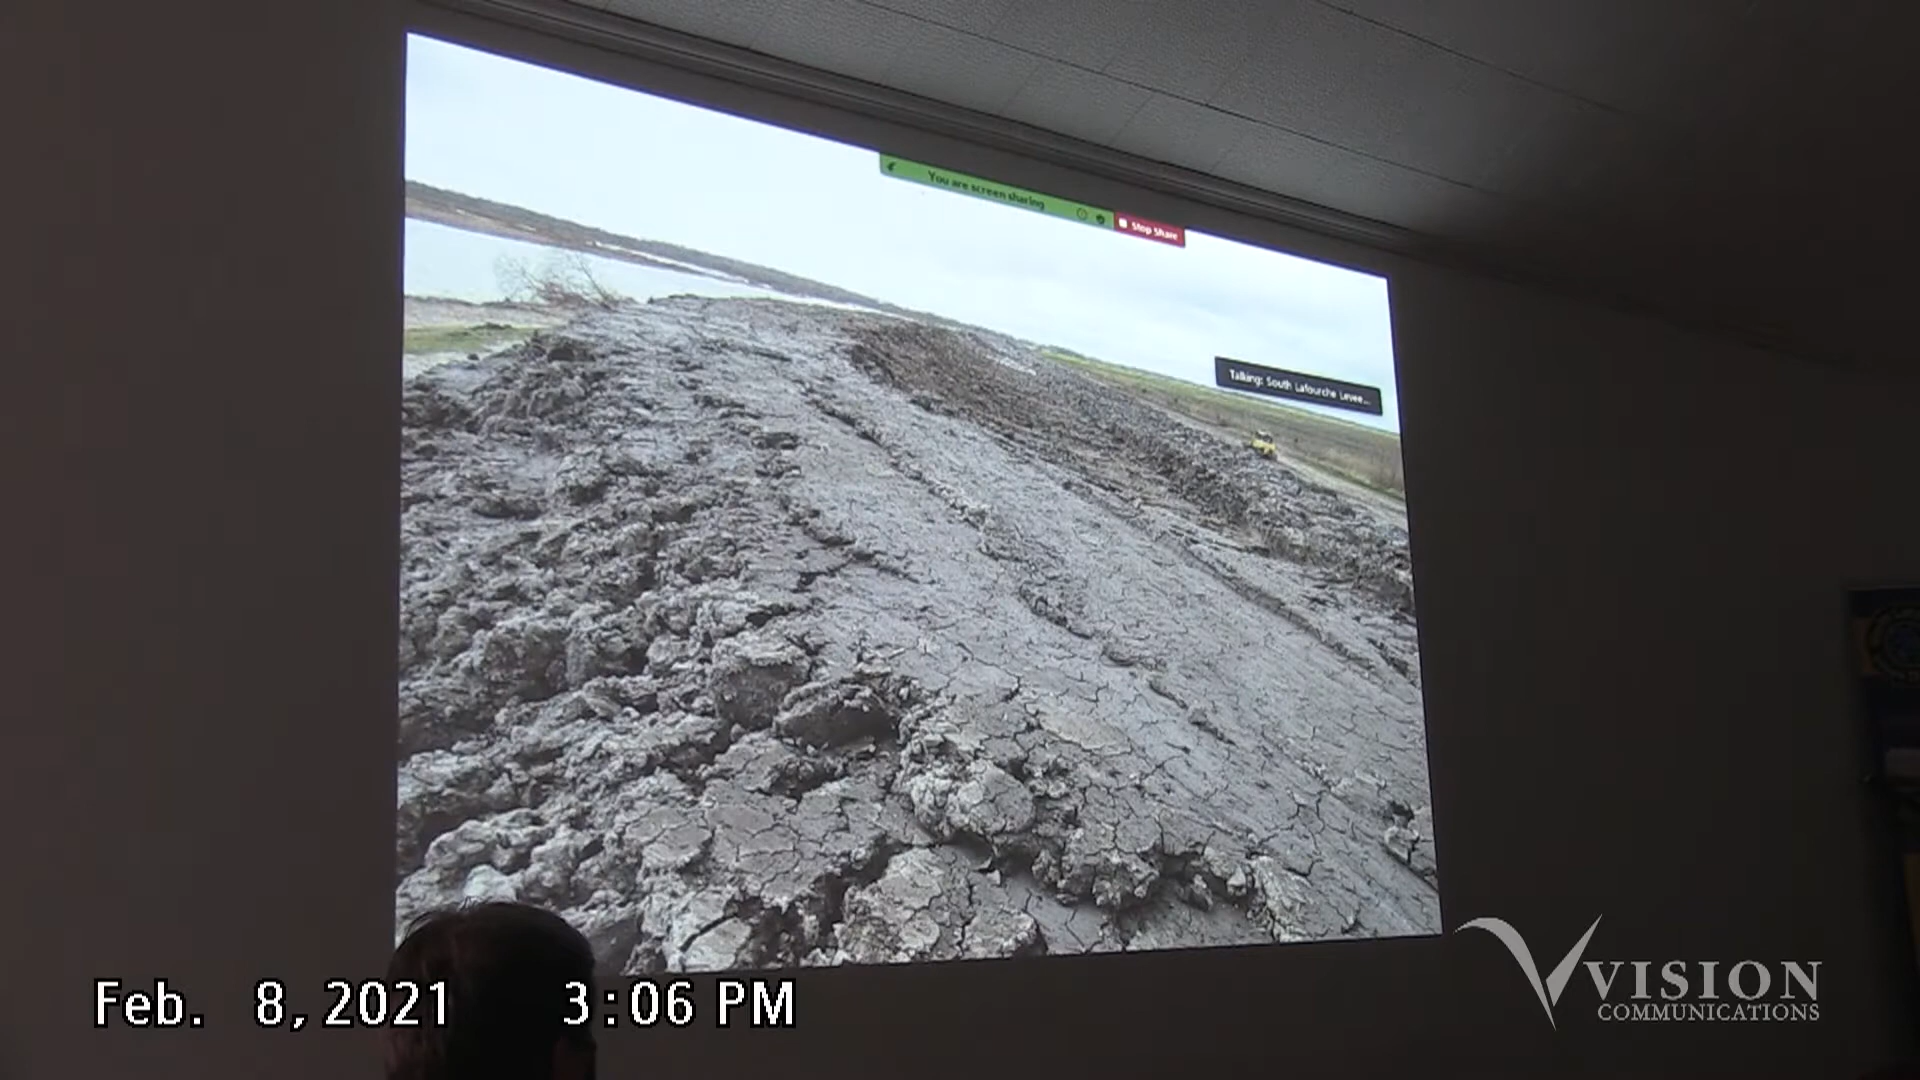 You are screen sharing
Stop Share
Talking: South Lafourche Levee...
Feb. 8, 2021 3:06 PM
VISION
COMMUNICATIONS